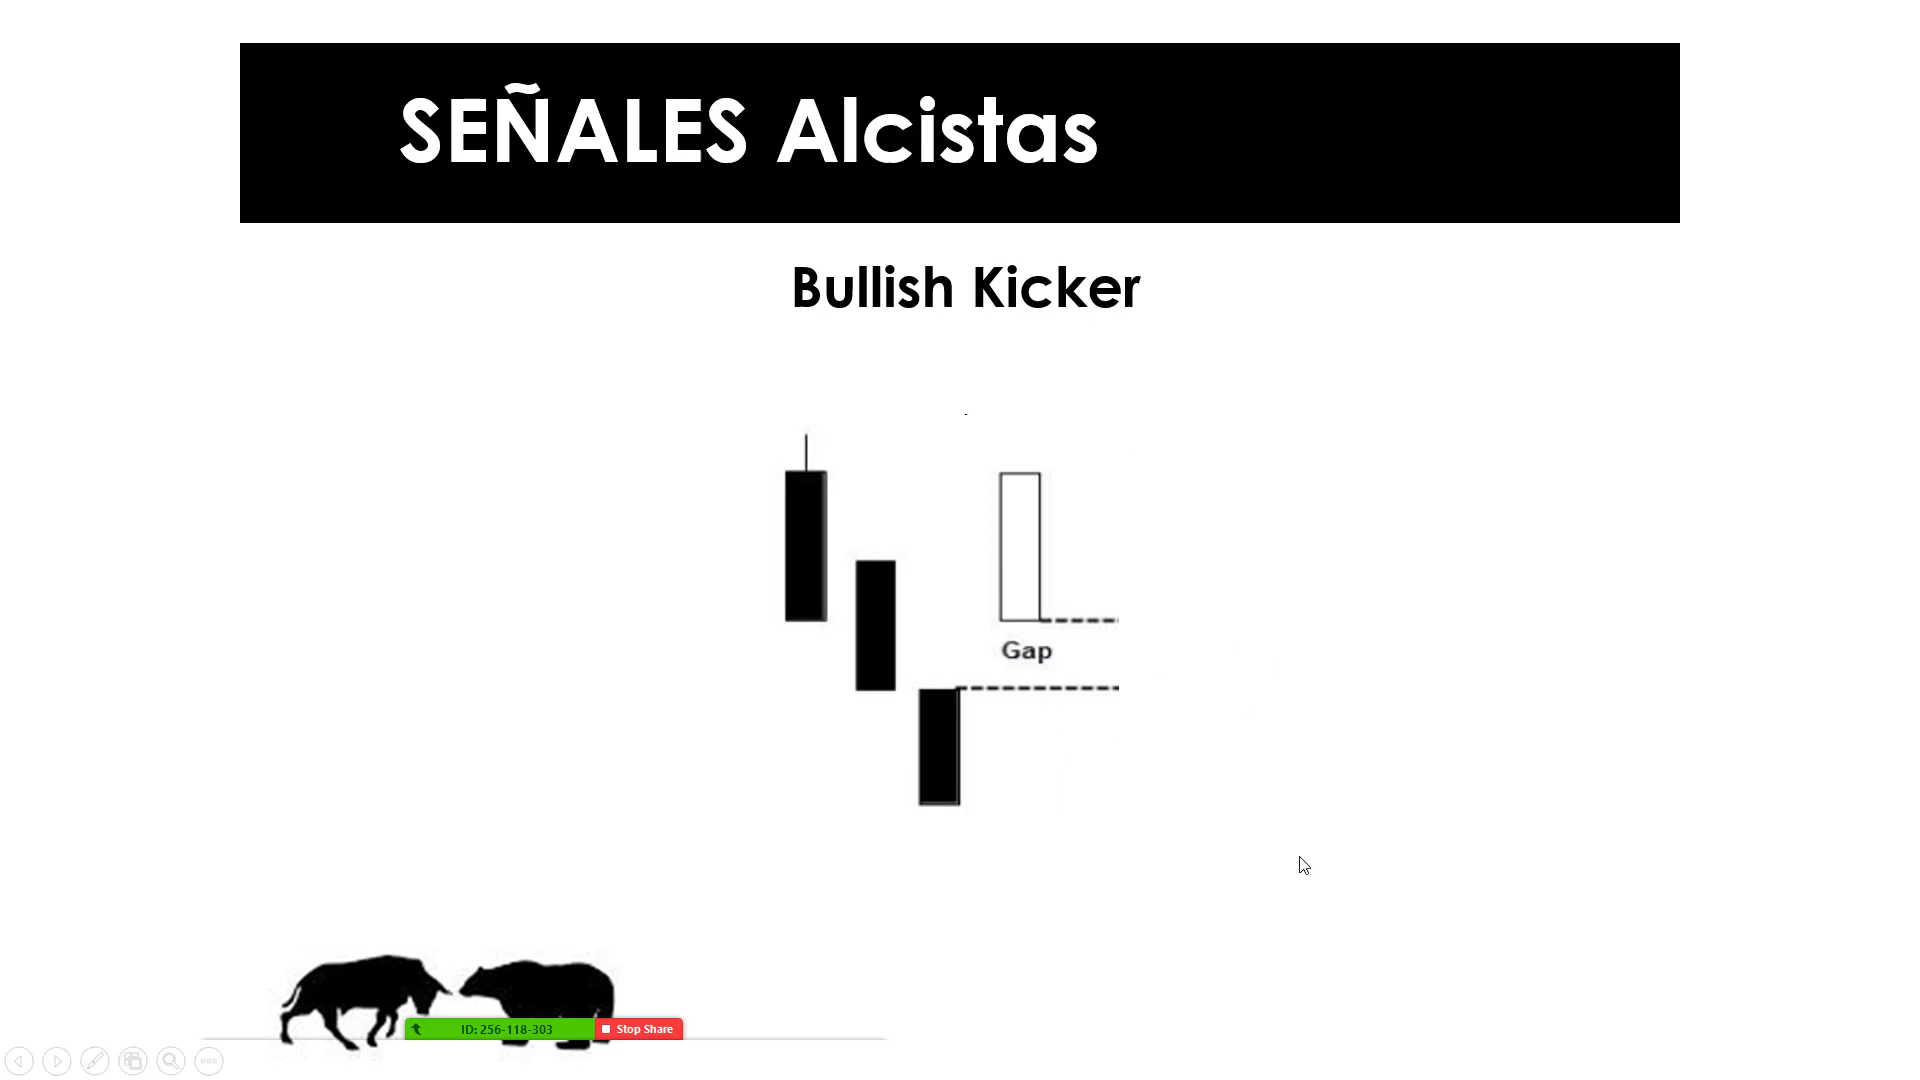 SEÑALES Alcistas
Bullish Kicker
Gap
ID: 256-118-303
Stop Share